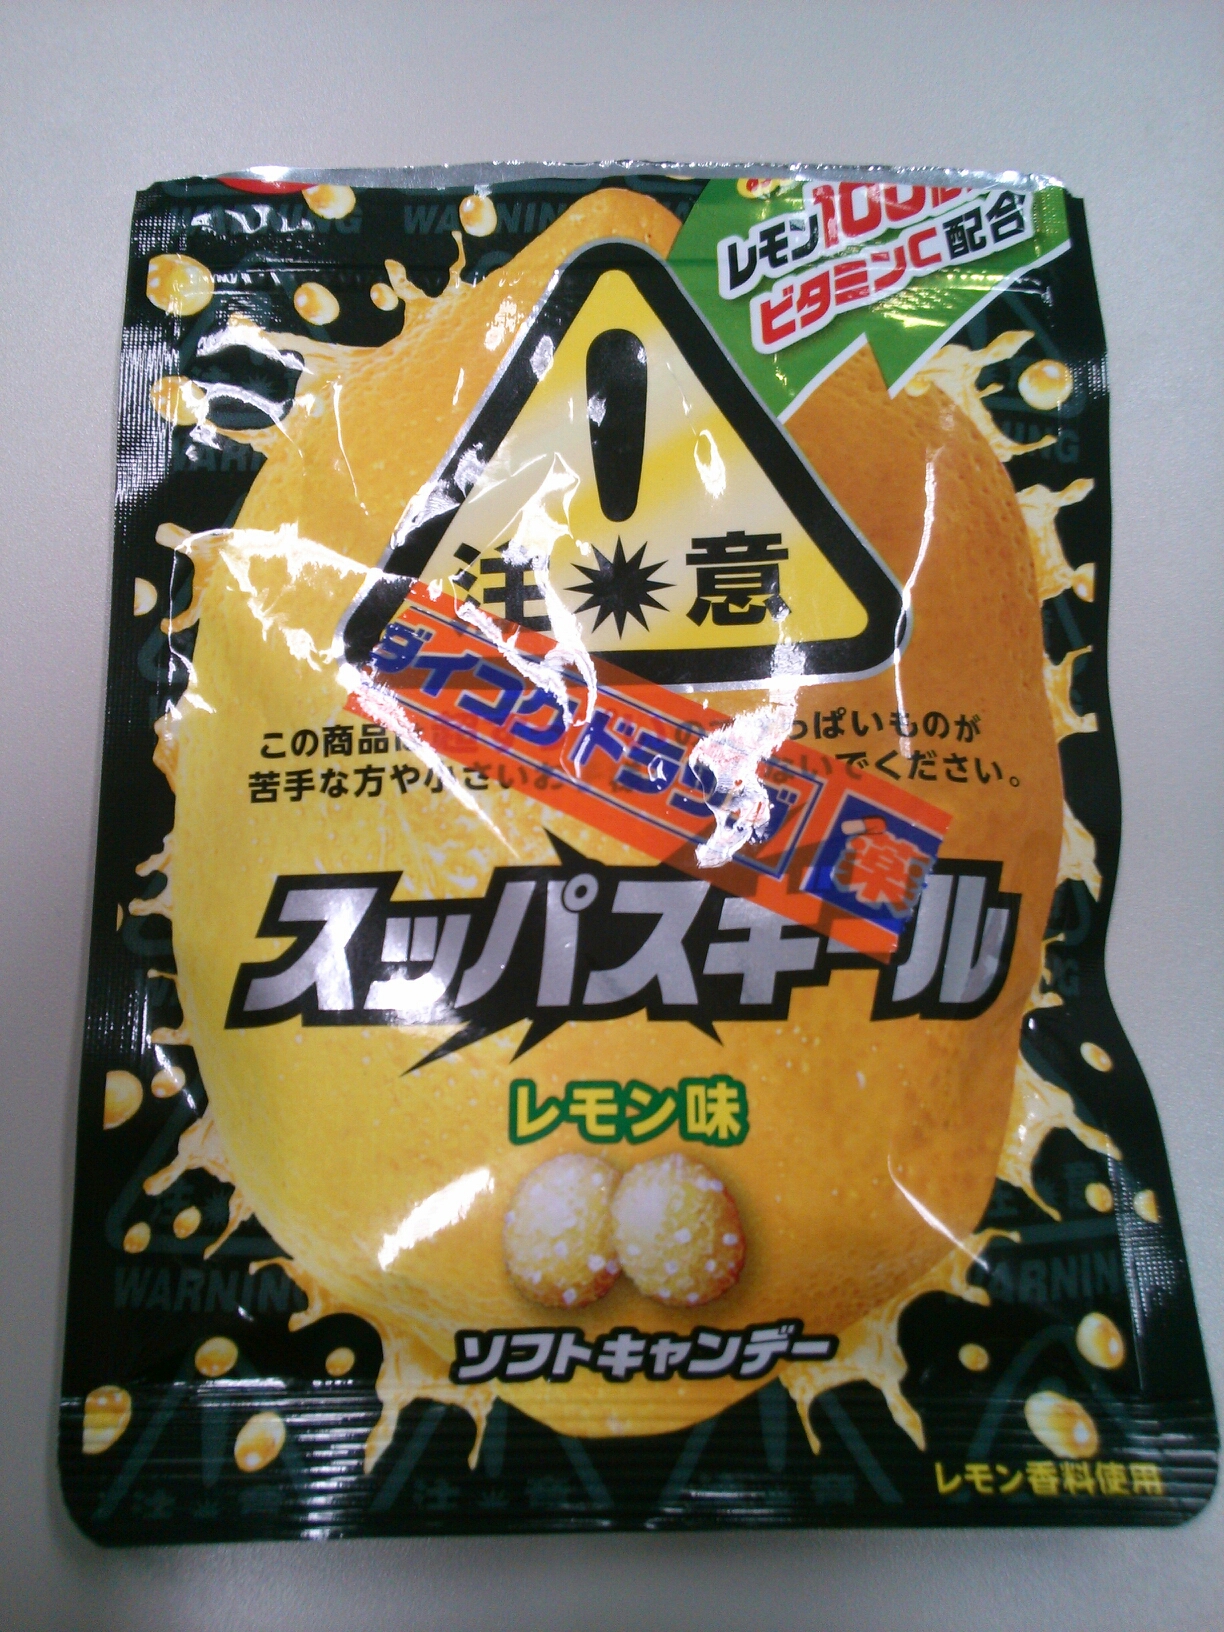 レモン100個
ビタミンC配合
注意
ダイコクドラッグ
薬
この商品は
っぱいものが
苦手な方や小さいお
ないでください。
スッパスギール
レモン味
ソフトキャンデー
レモン香料使用
WARNING
WARNING